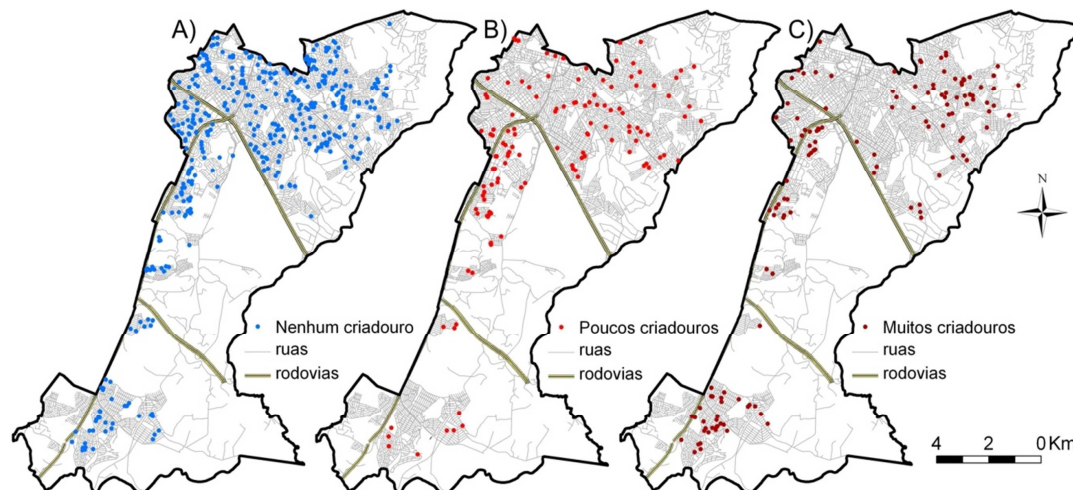 A)
B)
C)
N
Nenhum criadouro
ruas
rodovias
Poucos criadouros
ruas
rodovias
Muitos criadouros
ruas
rodovias
4 2 0 Km